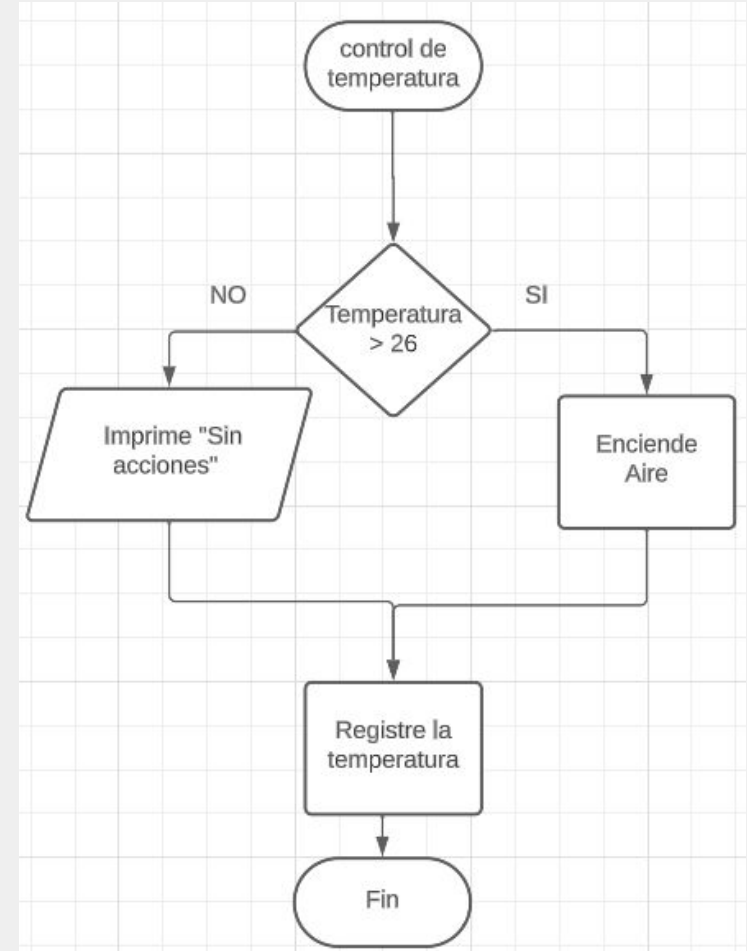 control de
temperatura
NO
SI
Temperatura
> 26
Imprime "Sin
acciones"
Enciende
Aire
Registre la
temperatura
Fin